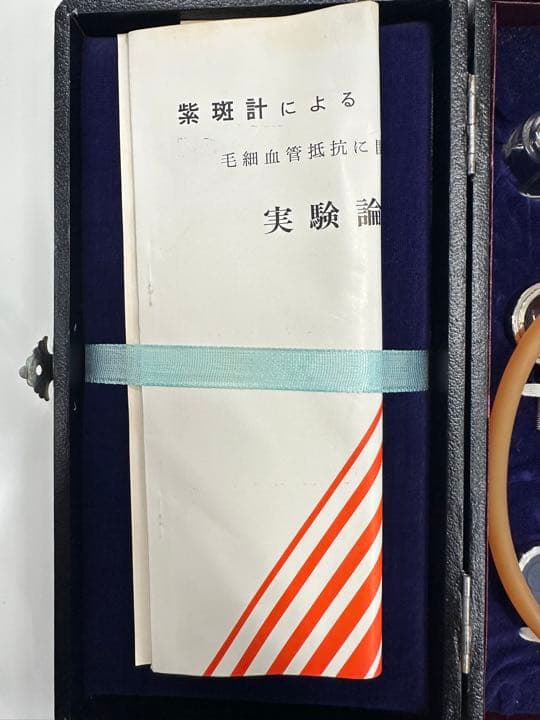 紫斑計による
毛細血管抵抗に
実験論